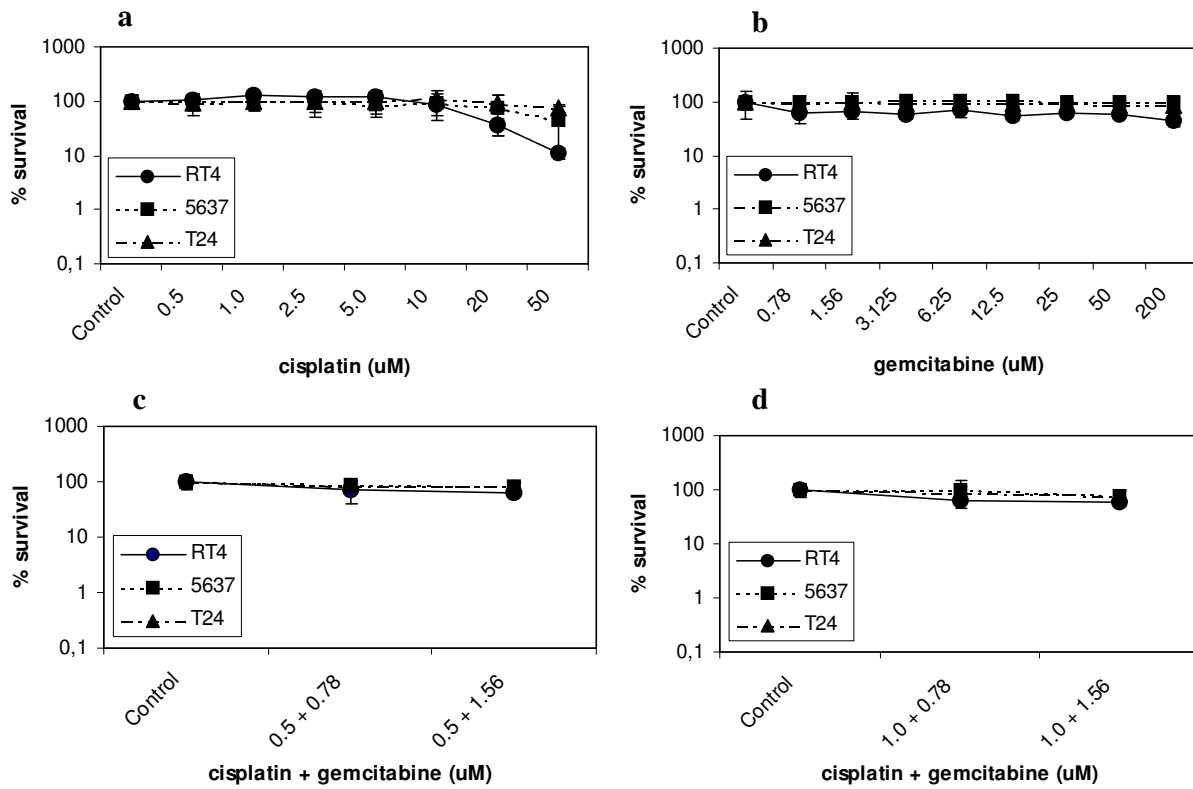 a
1000
100
10
1
0,1
% survival
RT4
5637
T24
Control
0.5
1.0
2.5
5.0
10
20
50
cisplatin (uM)
b
1000
100
10
1
0,1
% survival
RT4
5637
T24
Control
0.78
1.56
3.125
6.25
12.5
25
50
200
gemcitabine (uM)
c
1000
100
10
1
0,1
% survival
RT4
5637
T24
Control
0.5 + 0.78
0.5 + 1.56
cisplatin + gemcitabine (uM)
d
1000
100
10
1
0,1
% survival
RT4
5637
T24
Control
1.0 + 0.78
1.0 + 1.56
cisplatin + gemcitabine (uM)